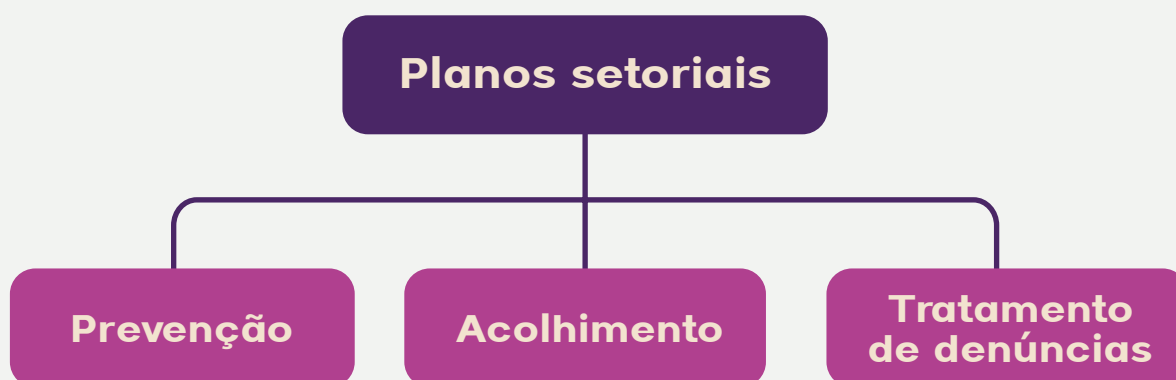 Planos setoriais
Prevenção
Acolhimento
Tratamento
de denúncias